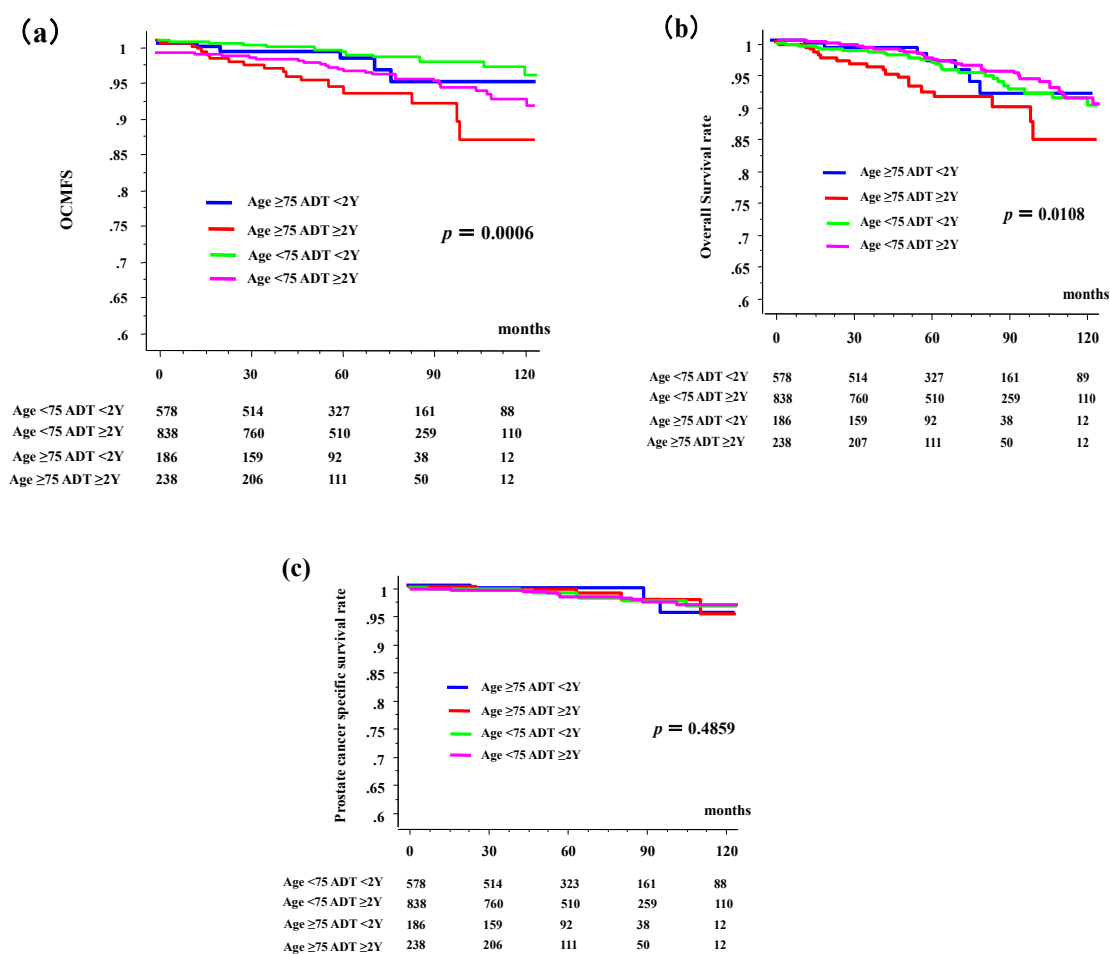 (a)
OCMFS
1
.95
.9
.85
.8
.75
.7
.65
.6
Age ≥75 ADT <2Y
Age ≥75 ADT ≥2Y
Age <75 ADT <2Y
Age <75 ADT ≥2Y
p = 0.0006
months
0 30 60 90 120
Age <75 ADT <2Y 578 514 327 161 88
Age <75 ADT ≥2Y 838 760 510 259 110
Age ≥75 ADT <2Y 186 159 92 38 12
Age ≥75 ADT ≥2Y 238 206 111 50 12
(b)
Overall Survival rate
1
.95
.9
.85
.8
.75
.7
.65
.6
Age ≥75 ADT <2Y
Age ≥75 ADT ≥2Y
Age <75 ADT <2Y
Age <75 ADT ≥2Y
p = 0.0108
months
0 30 60 90 120
Age <75 ADT <2Y 578 514 327 161 89
Age <75 ADT ≥2Y 838 760 510 259 110
Age ≥75 ADT <2Y 186 159 92 38 12
Age ≥75 ADT ≥2Y 238 207 111 50 12
(c)
Prostate cancer specific survival rate
1
.95
.9
.85
.8
.75
.7
.65
.6
Age ≥75 ADT <2Y
Age ≥75 ADT ≥2Y
Age <75 ADT <2Y
Age <75 ADT ≥2Y
p = 0.4859
months
0 30 60 90 120
Age <75 ADT <2Y 578 514 323 161 88
Age <75 ADT ≥2Y 838 760 510 259 110
Age ≥75 ADT <2Y 186 159 92 38 12
Age ≥75 ADT ≥2Y 238 206 111 50 12